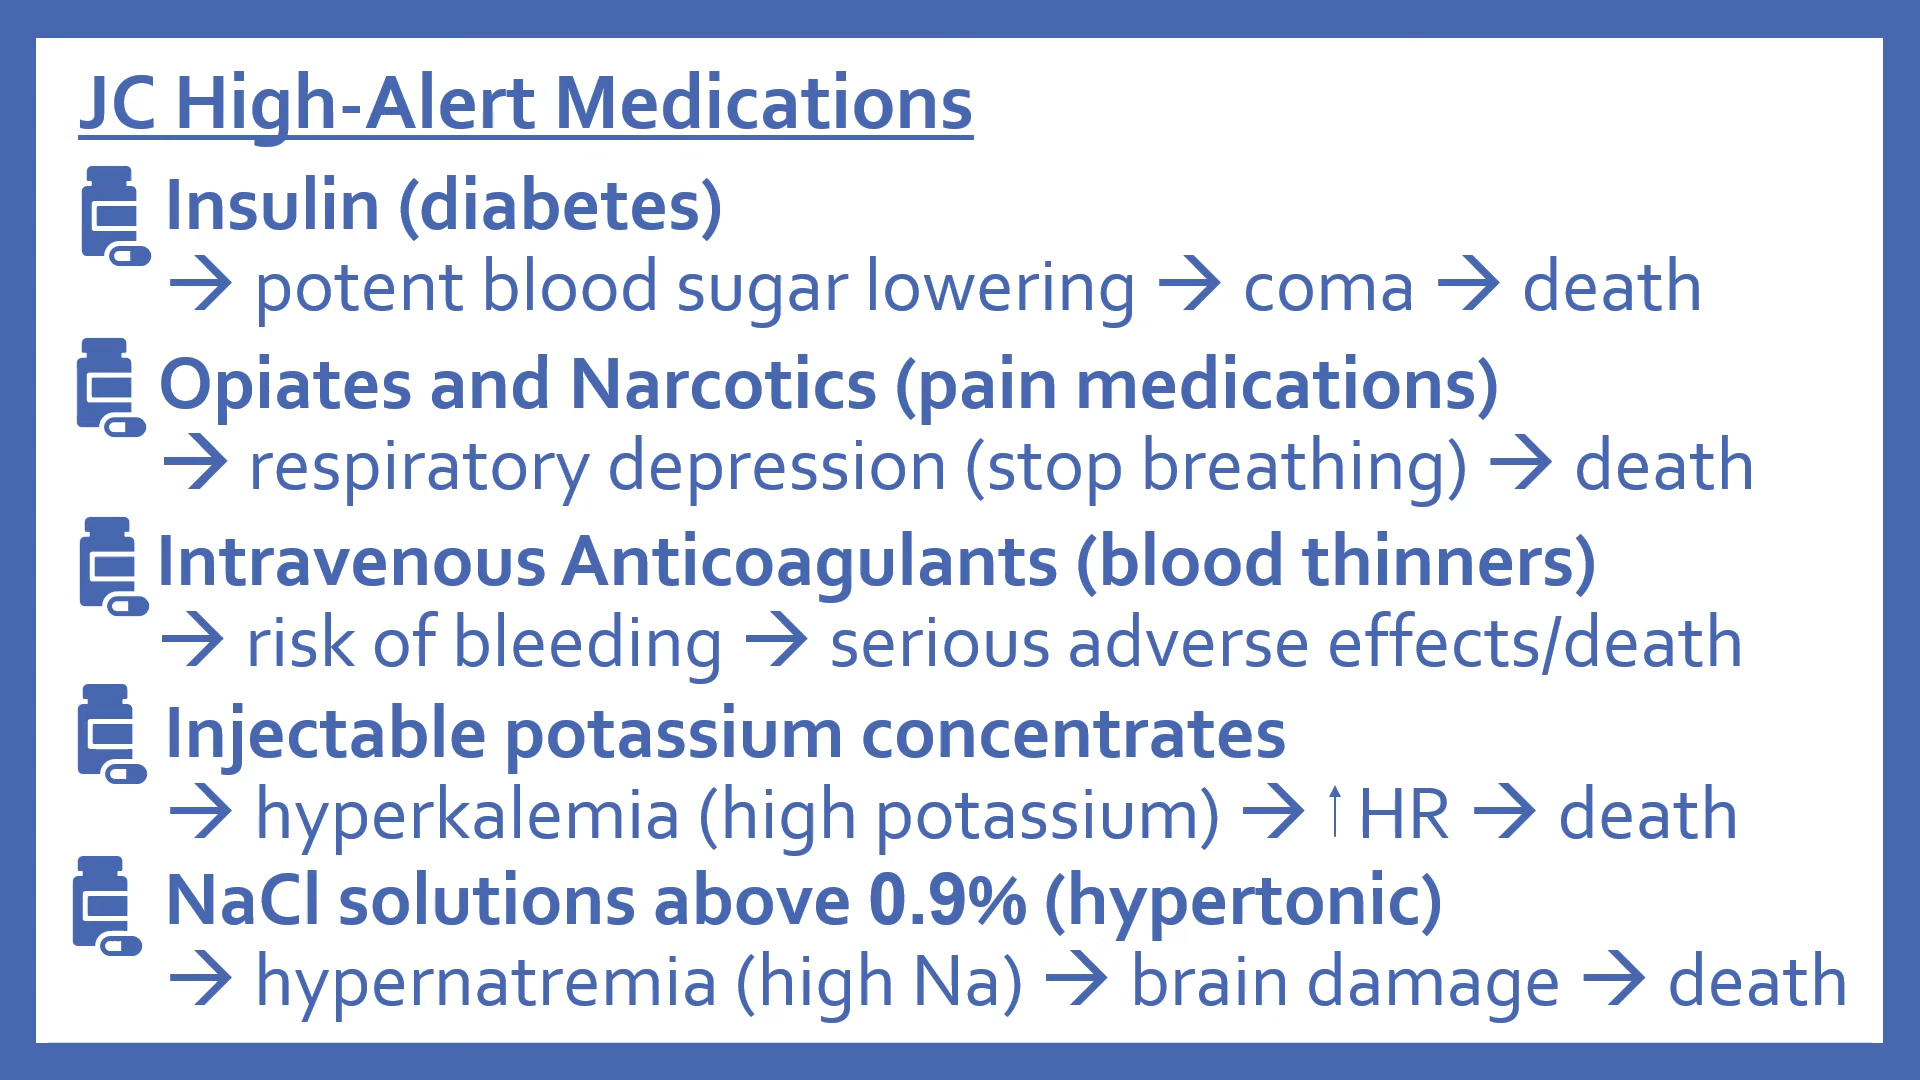 JC High-Alert Medications
Insulin (diabetes)
→ potent blood sugar lowering → coma → death
Opiates and Narcotics (pain medications)
→ respiratory depression (stop breathing) → death
Intravenous Anticoagulants (blood thinners)
→ risk of bleeding → serious adverse effects/death
Injectable potassium concentrates
→ hyperkalemia (high potassium) → ↑ HR → death
NaCl solutions above 0.9% (hypertonic)
→ hypernatremia (high Na) → brain damage → death